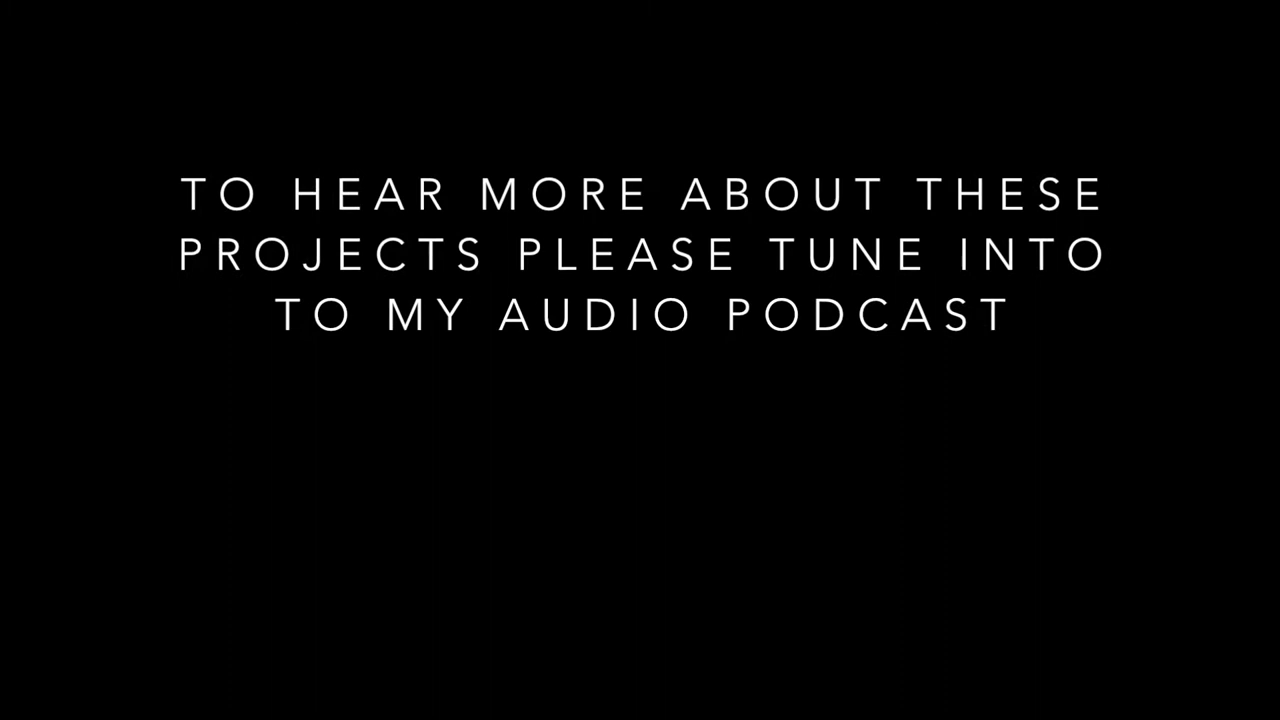 TO HEAR MORE ABOUT THESE
PROJECTS PLEASE TUNE INTO
TO MY AUDIO PODCAST